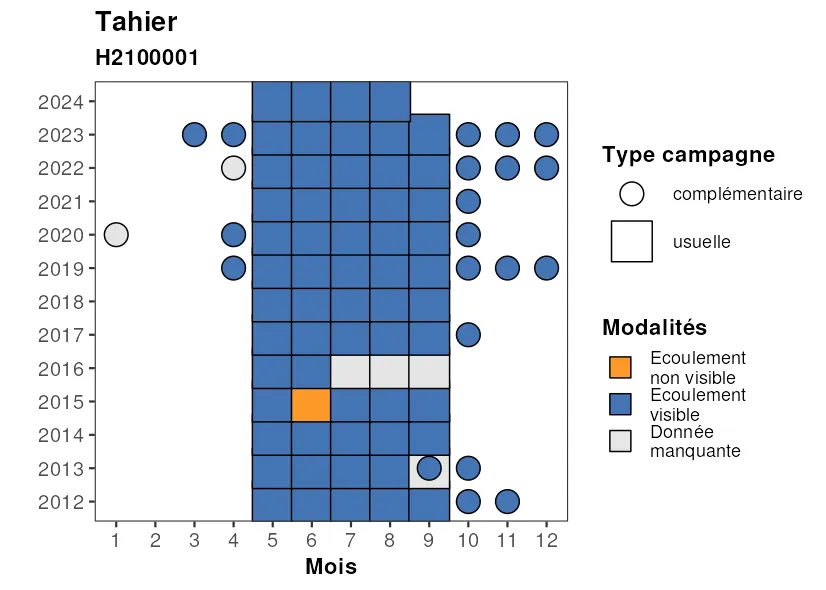 Tahier
H2100001
2024
2023
2022
2021
2020
2019
2018
2017
2016
2015
2014
2013
2012
1 2 3 4 5 6 7 8 9 10 11 12
Mois
Type campagne
complémentaire
usuelle
Modalités
Ecoulement
non visible
Ecoulement
visible
Donnée
manquante